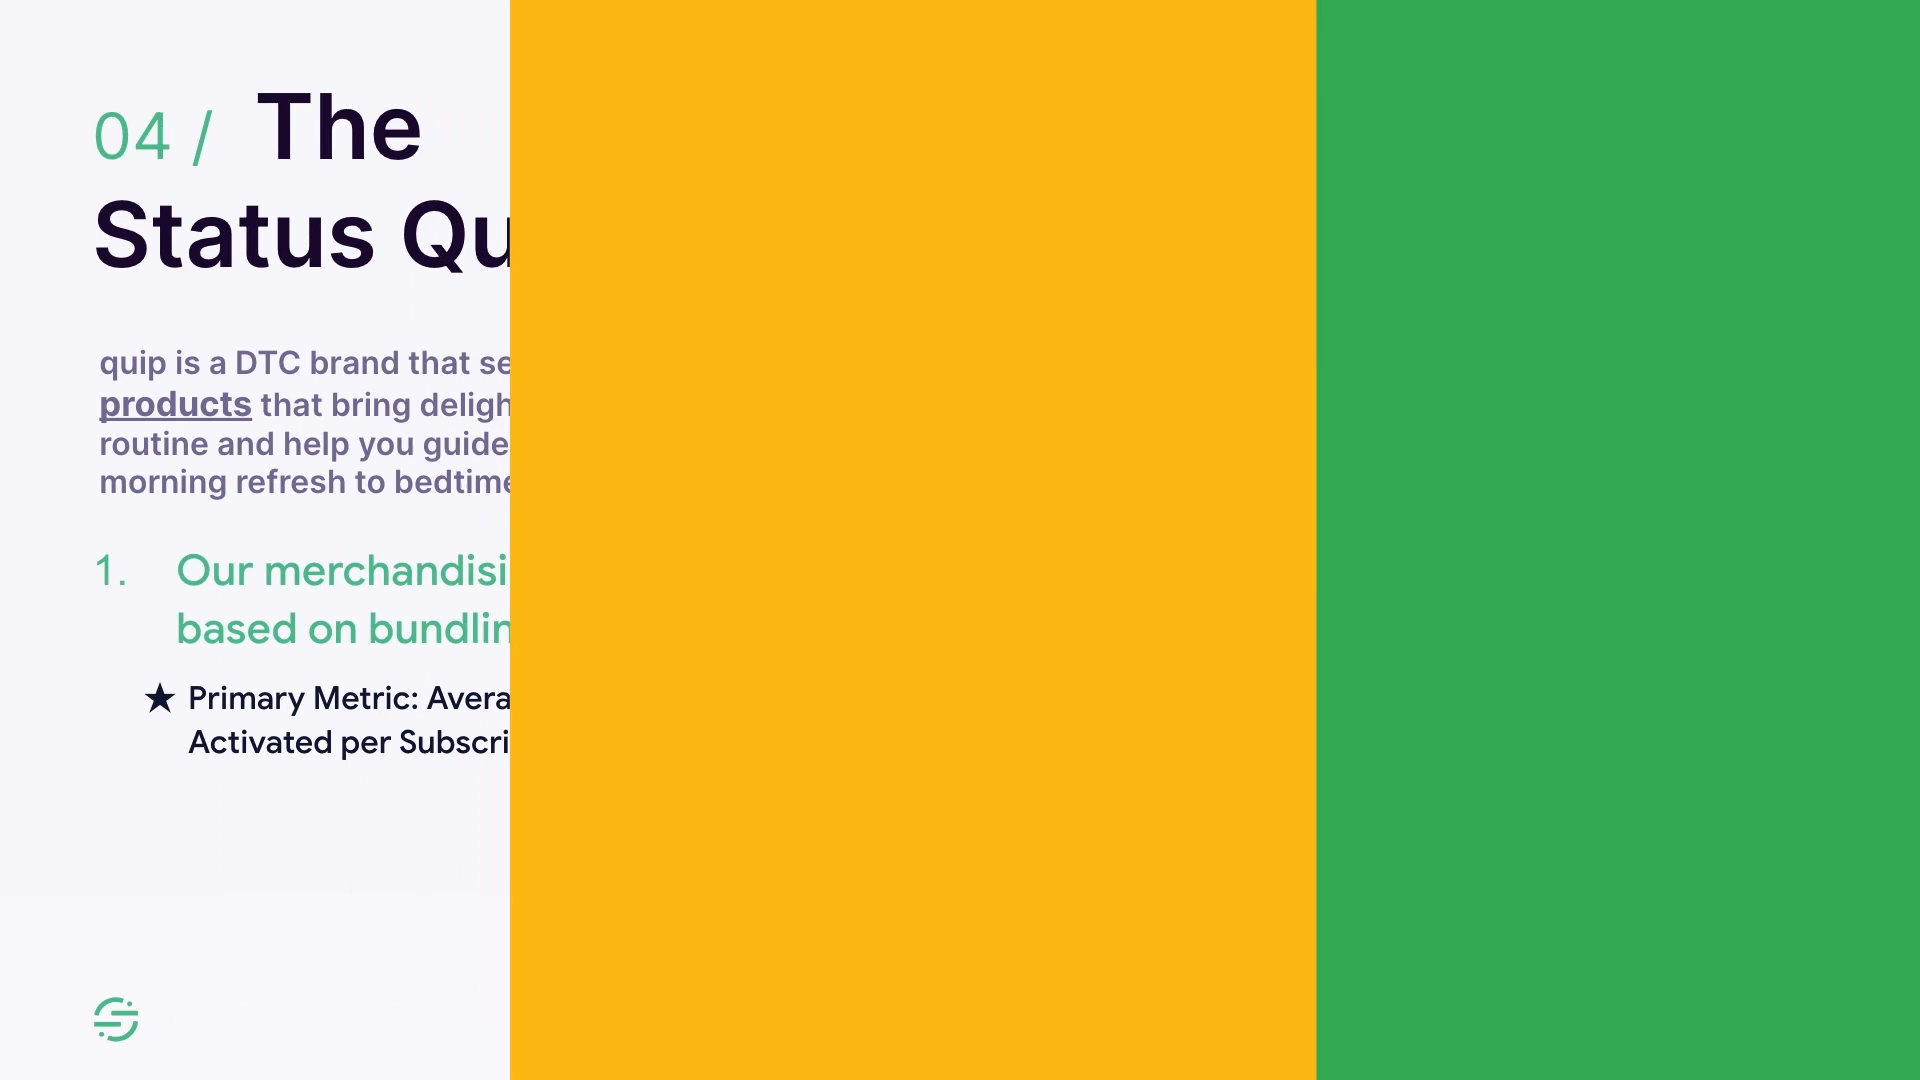 04 / The
Status Qu
quip is a DTC brand that se
products that bring deligh
routine and help you guide
morning refresh to bedtime
1. Our merchandisi
based on bundlin
★ Primary Metric: Avera
Activated per Subscri